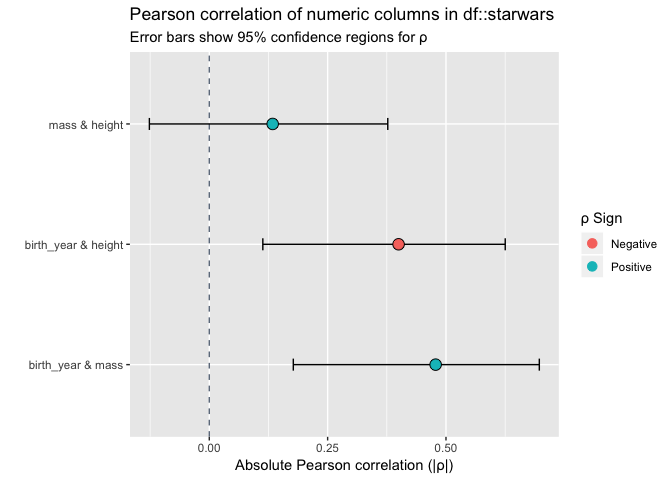 Pearson correlation of numeric columns in df::starwars
Error bars show 95% confidence regions for ρ
mass & height
birth_year & height
birth_year & mass
0.00 0.25 0.50
Absolute Pearson correlation (|ρ|)
ρ Sign
Negative
Positive